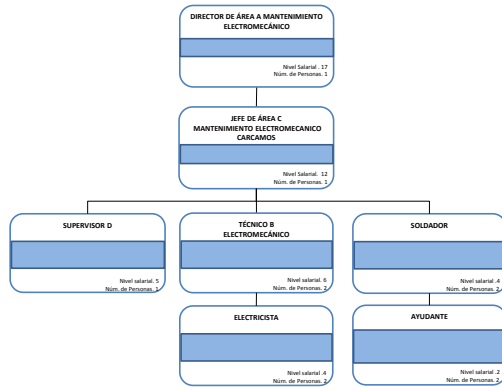 DIRECTOR DE ÁREA A MANTENIMIENTO
ELECTROMECÁNICO
Nivel Salarial . 17
Núm. de Personas. 1
JEFE DE ÁREA C
MANTENIMIENTO ELECTROMECANICO
CARCAMOS
Nivel Salarial. 12
Núm. de Personas. 1
SUPERVISOR D
Nivel salarial. 5
Núm. de Personas. 1
TÉCNICO B
ELECTROMECÁNICO
Nivel salarial. 6
Núm. de Personas. 2
SOLDADOR
Nivel salarial .4
Núm. de Personas. 2
ELECTRICISTA
Nivel salarial .4
Núm. de Personas. 2
AYUDANTE
Nivel salarial .2
Núm. de Personas. 2